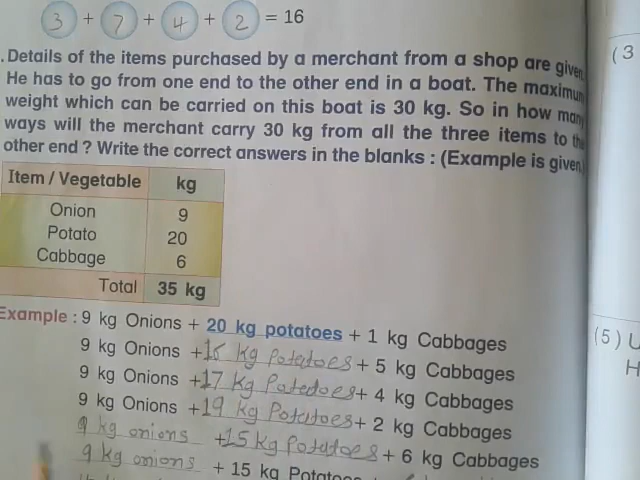 3 + 7 + 4 + 2 = 16
. Details of the items purchased by a merchant from a shop are given.
He has to go from one end to the other end in a boat. The maximum
weight which can be carried on this boat is 30 kg. So in how many
ways will the merchant carry 30 kg from all the three items to the
other end ? Write the correct answers in the blanks : (Example is given.)
Item / Vegetable kg
Onion 9
Potato 20
Cabbage 6
Total 35 kg
Example : 9 kg Onions + 20 kg potatoes + 1 kg Cabbages
9 kg Onions + 16 kg Potatoes + 5 kg Cabbages
9 kg Onions + 17 kg Potatoes + 4 kg Cabbages
9 kg Onions + 19 kg Potatoes + 2 kg Cabbages
9 kg onions + 15 kg Potatoes + 6 kg Cabbages
9 kg onions + 15 kg Potatoes
(3
(5) U
H